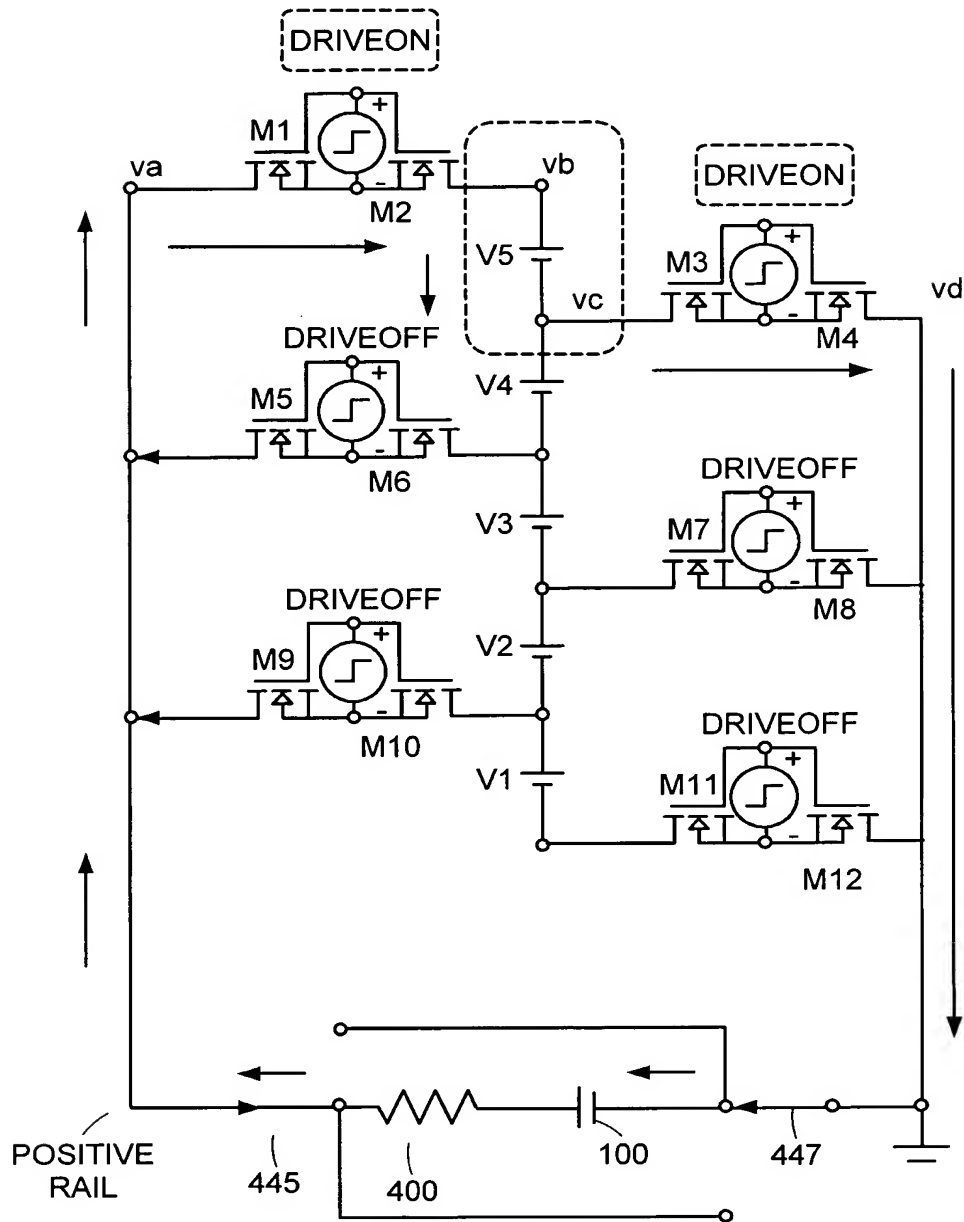 DRIVEON
M1
+
va
-
M2
vb
DRIVEON
V5
M3
+
vd
vc
-
M4
DRIVEOFF
M5
+
V4
-
M6
DRIVEOFF
V3
M7
+
DRIVEOFF
-
M8
M9
+
V2
-
M10
DRIVEOFF
V1
M11
+
-
M12
POSITIVE
RAIL
445
400
100
447